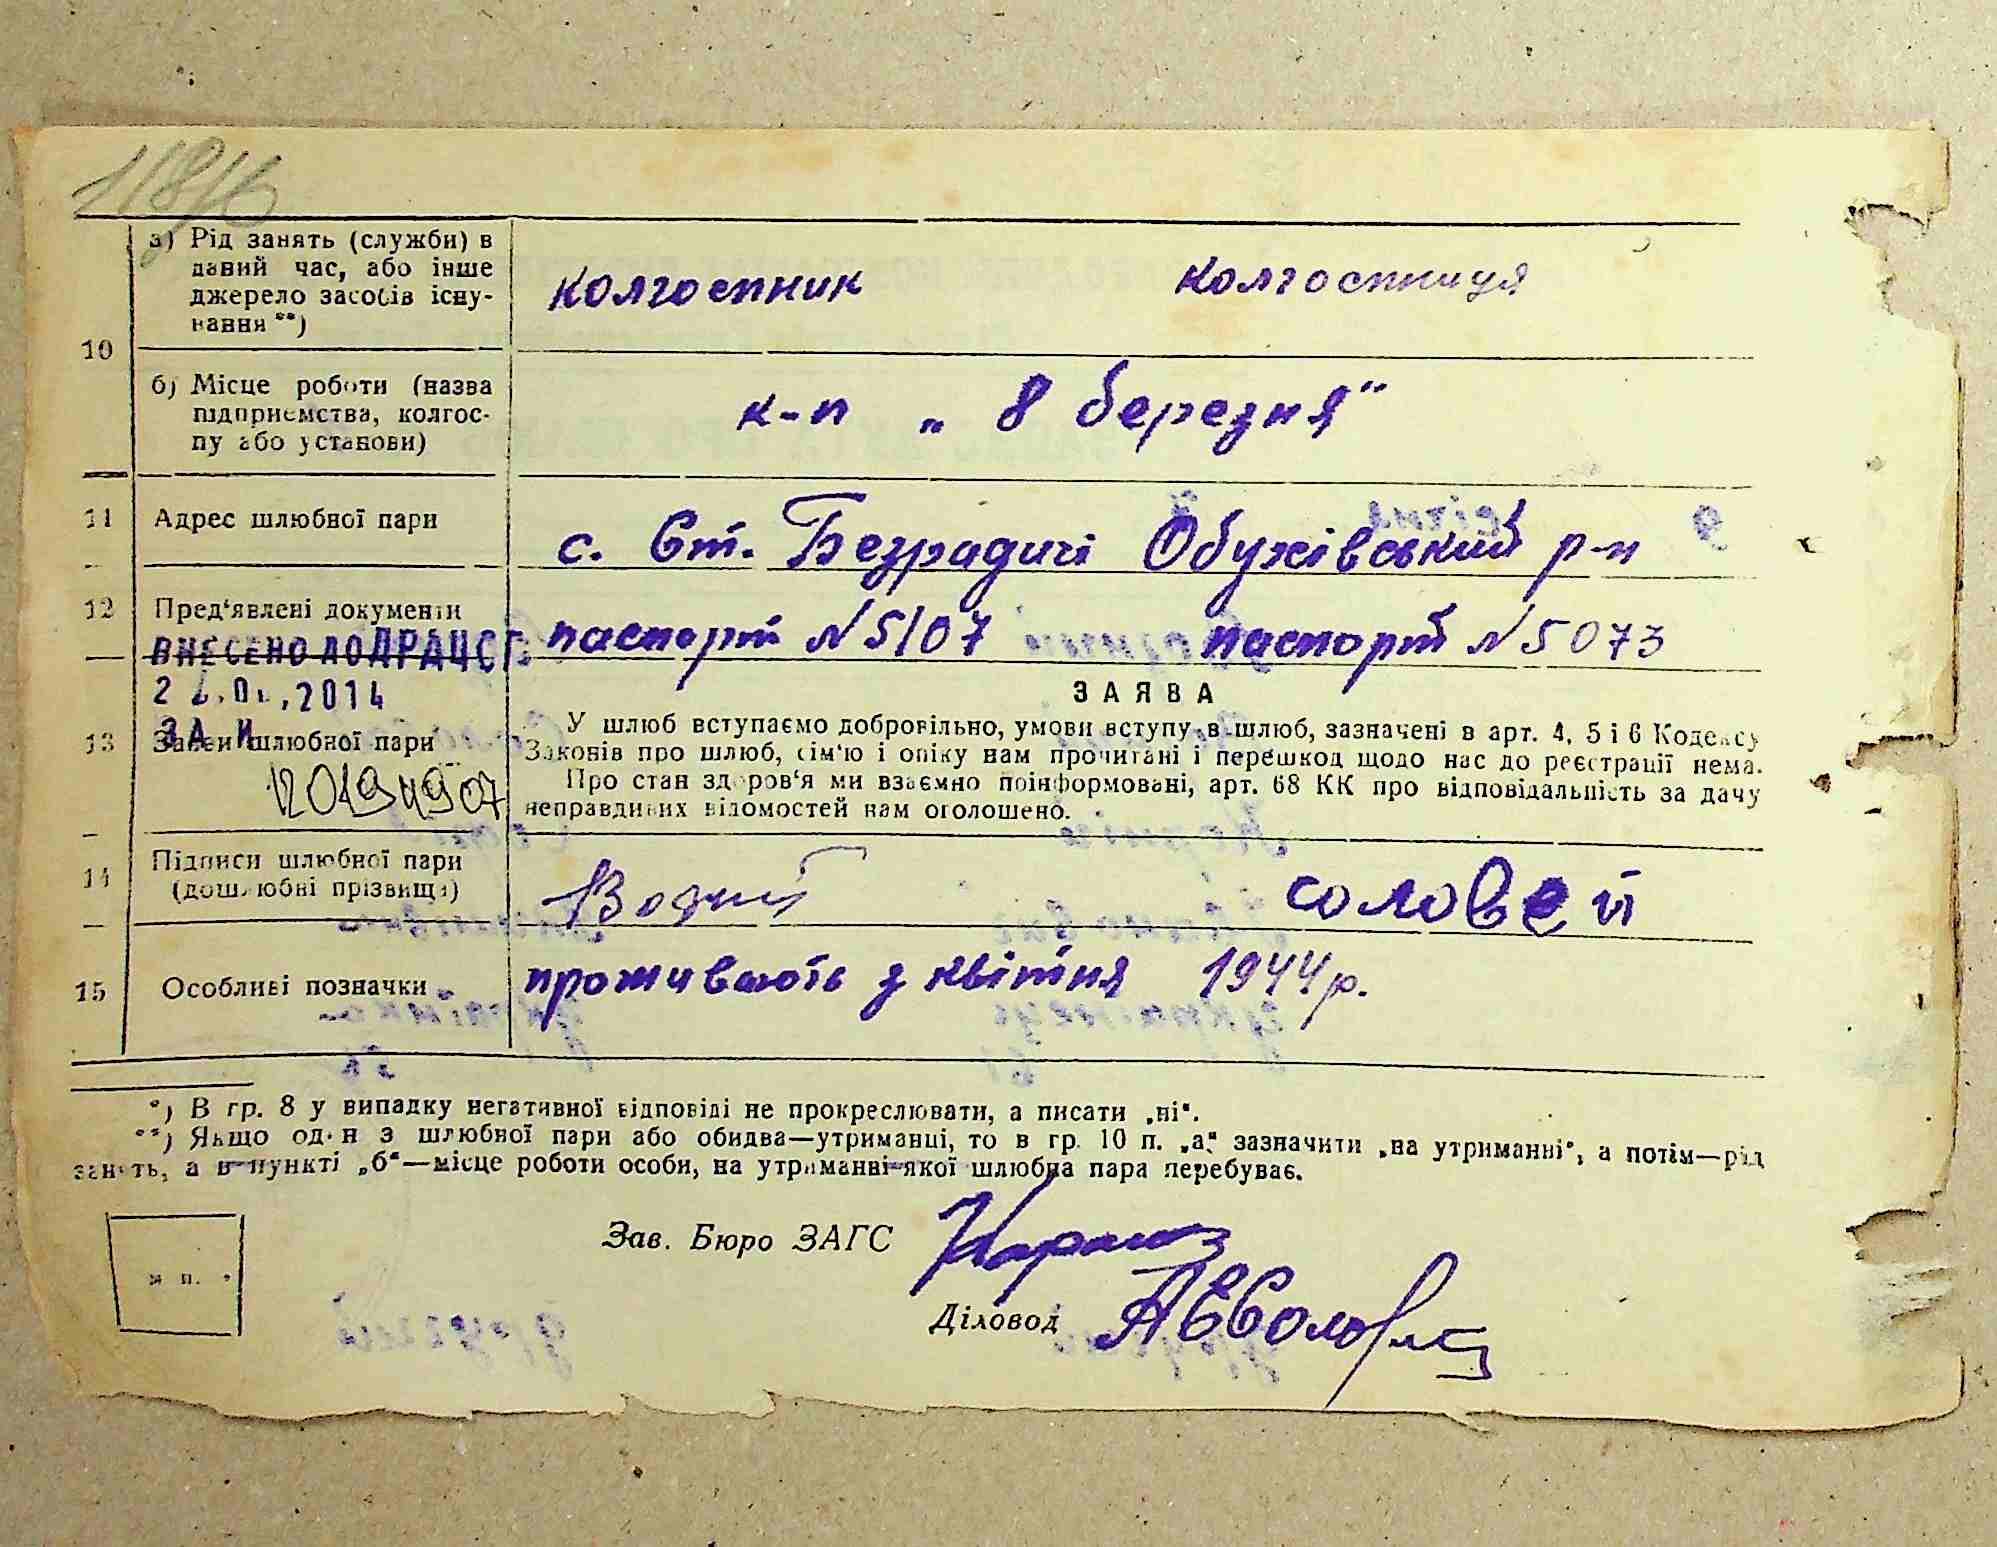 а) Рід занять (служби) в
даний час, або інше
джерело засобів існу-
вання **)
колгоспник колгоспниця
10
б) Місце роботи (назва
підприємства, колгос-
пу або установи)
к-п „ 8 березня“
11 Адрес шлюбної пари
с. Ст. Безрадичі Обухівський р-н
12 Пред'явлені документи
паспорт N 5107 паспорт N 5073
ВНЕСЕНО ДО ДРАЦСГ
2014
ЗАЯВА
13 Заяви шлюбної пари
ЗА И
120194907
У шлюб вступаємо добровільно, умови вступу в шлюб, зазначені в арт. 4, 5 і 6 Кодексу
Законів про шлюб, сім'ю і опіку нам прочитані і перешкод щодо нас до реєстрації нема.
Про стан здоров'я ми взаємно поінформовані, арт. 68 КК про відповідальність за дачу
неправдивих відомостей нам оголошено.
14 Підписи шлюбної пари
(дошлюбні прізвища)
Водний соловей
15 Особливі позначки
проживають з квітня 1944 р.
*) В гр. 8 у випадку негативної відповіді не прокреслювати, а писати „ні“.
**) Якщо один з шлюбної пари або обидва—утриманці, то в гр. 10 п. „а“ зазначити „на утриманні“, а потім—рід
занять, а в пункті „б“—місце роботи особи, на утриманні якої шлюбна пара перебуває.
Зав. Бюро ЗАГС
м п.
Діловод